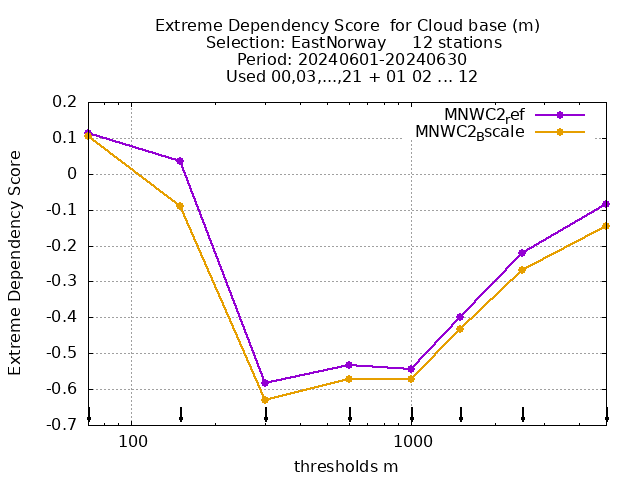 Extreme Dependency Score  for Cloud base (m)
Selection: EastNorway     12 stations
Period: 20240601-20240630
Used 00,03,...,21 + 01 02 ... 12
MNWC2ref
MNWC2Bscale
Extreme Dependency Score
0.2
0.1
0
-0.1
-0.2
-0.3
-0.4
-0.5
-0.6
-0.7
100
1000
thresholds m